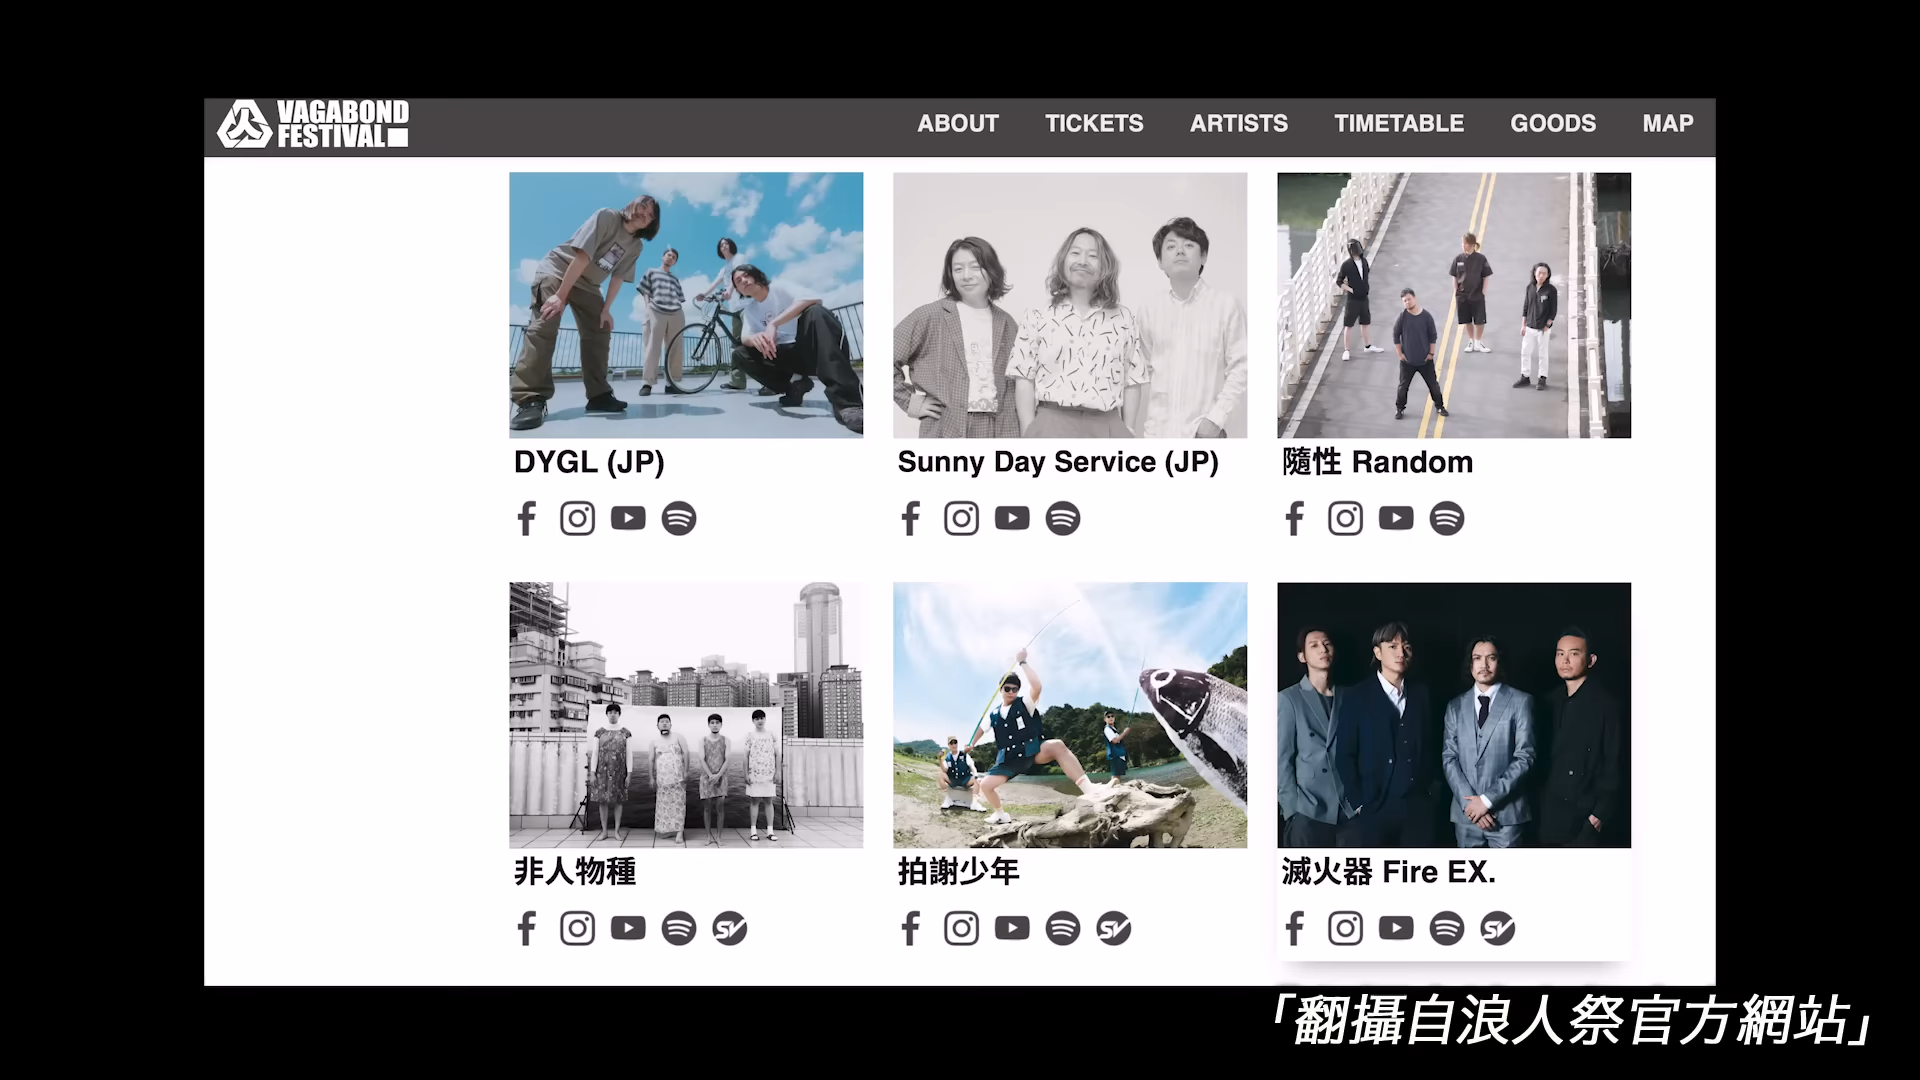 VAGABOND
FESTIVAL
ABOUT TICKETS ARTISTS TIMETABLE GOODS MAP
DYGL (JP)
Sunny Day Service (JP)
隨性 Random
非人物種
拍謝少年
滅火器 Fire EX.
「翻攝自浪人祭官方網站」